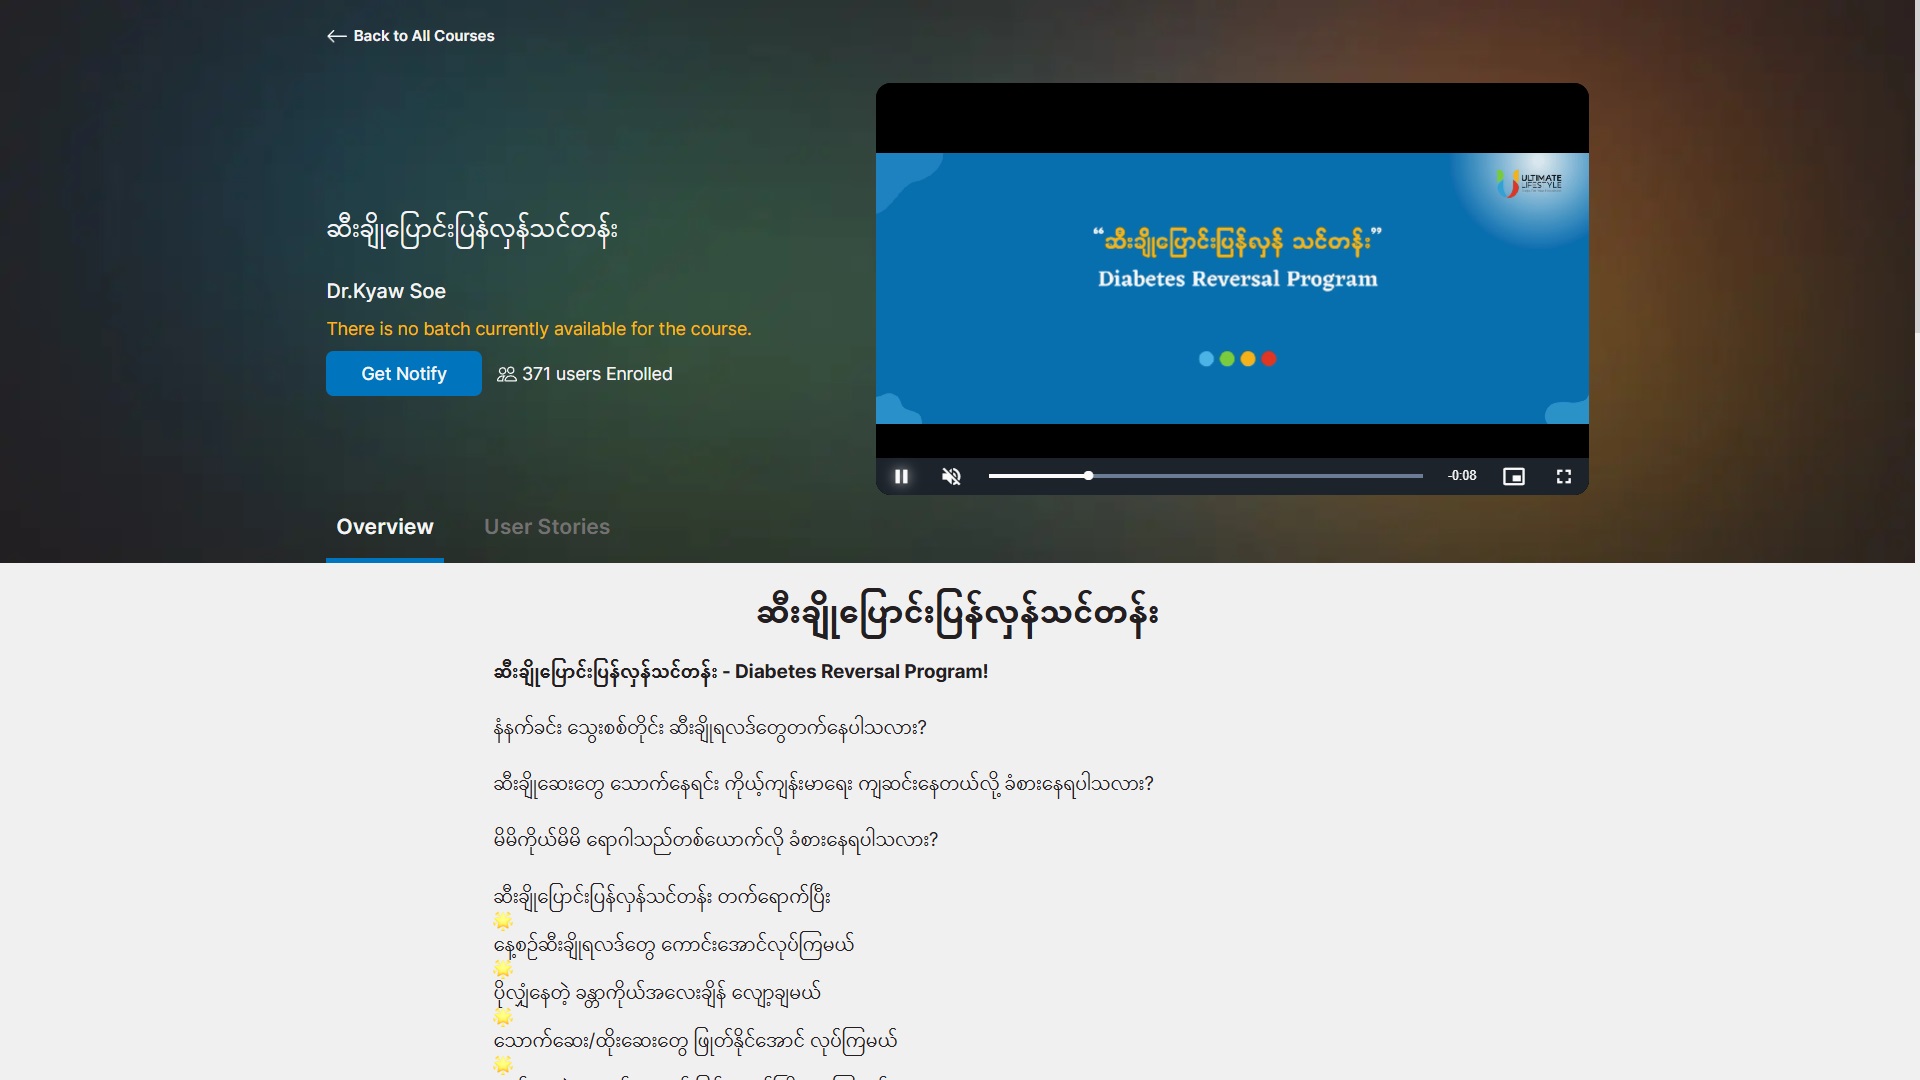 Back to All Courses
ဆီးချိုပြောင်းပြန်လှန်သင်တန်း
Dr.Kyaw Soe
There is no batch currently available for the course.
Get Notify
371 users Enrolled
ULTIMATE
LIFESTYLE
“ဆီးချိုပြောင်းပြန်လှန် သင်တန်း”
Diabetes Reversal Program
-0:08
Overview
User Stories
ဆီးချိုပြောင်းပြန်လှန်သင်တန်း
ဆီးချိုပြောင်းပြန်လှန်သင်တန်း - Diabetes Reversal Program!
နံနက်ခင်း သွေးစစ်တိုင်း ဆီးချိုရလဒ်တွေတက်နေပါသလား?
ဆီးချိုဆေးတွေ သောက်နေရင်း ကိုယ့်ကျန်းမာရေး ကျဆင်းနေတယ်လို့ ခံစားနေရပါသလား?
မိမိကိုယ်မိမိ ရောဂါသည်တစ်ယောက်လို ခံစားနေရပါသလား?
ဆီးချိုပြောင်းပြန်လှန်သင်တန်း တက်ရောက်ပြီး
နေ့စဉ်ဆီးချိုရလဒ်တွေ ကောင်းအောင်လုပ်ကြမယ်
ပိုလျှံနေတဲ့ ခန္တာကိုယ်အလေးချိန် လျော့ချမယ်
သောက်ဆေး/ထိုးဆေးတွေ ဖြုတ်နိုင်အောင် လုပ်ကြမယ်